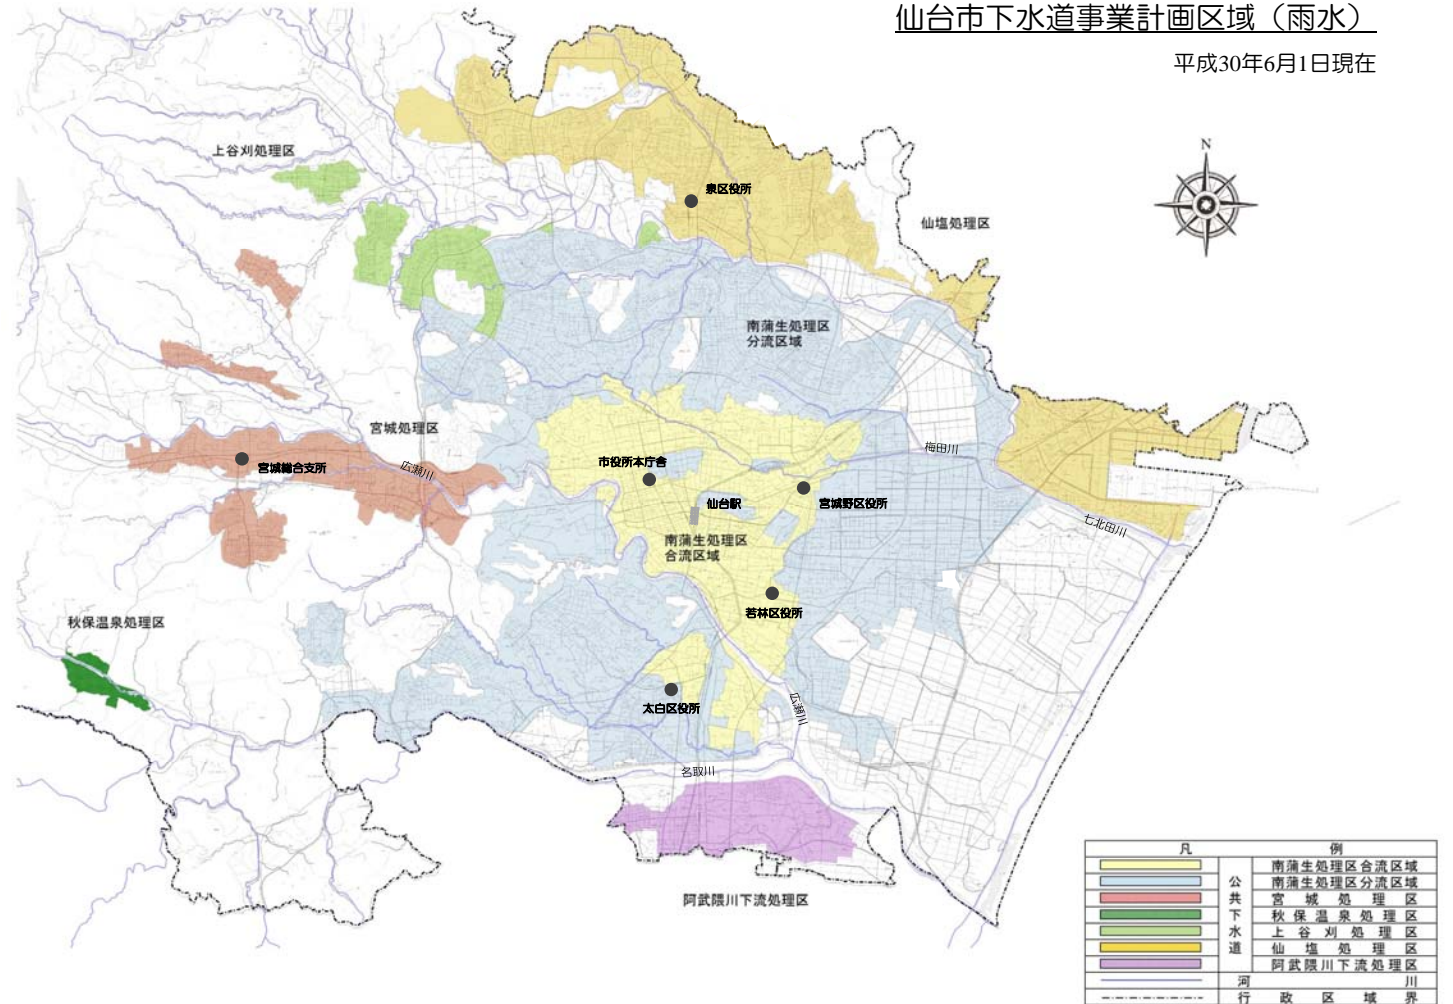 仙台市下水道事業計画区域（雨水）
平成30年6月1日現在
N
上谷刈処理区
泉区役所
仙塩処理区
南蒲生処理区
分流区域
宮城処理区
梅田川
市役所本庁舎
宮城総合支所
広瀬川
仙台駅
宮城野区役所
七北田川
南蒲生処理区
合流区域
若林区役所
秋保温泉処理区
太白区役所
広瀬川
名取川
阿武隈川下流処理区
凡例
公共下水道
南蒲生処理区合流区域
南蒲生処理区分流区域
宮城処理区
秋保温泉処理区
上谷刈処理区
仙塩処理区
阿武隈川下流処理区
河川
行政区域界